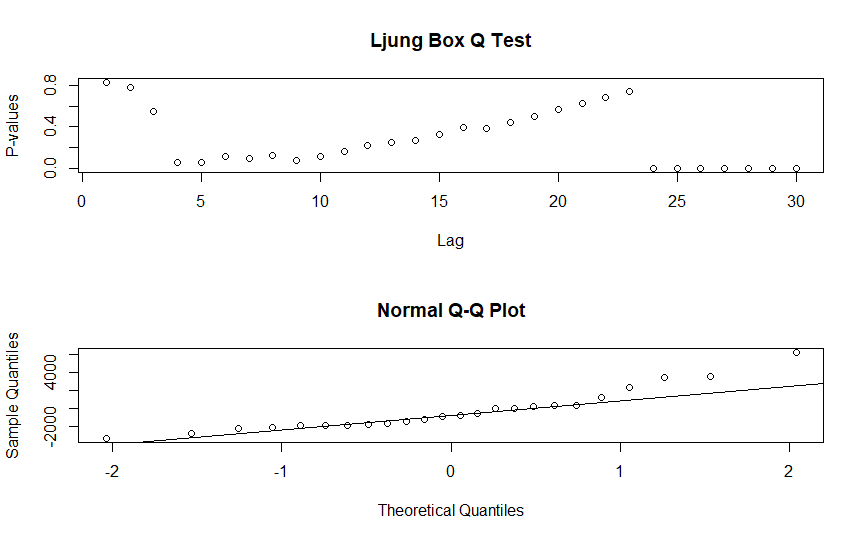 Ljung Box Q Test
P-values
0.0 0.4 0.8
0 5 10 15 20 25 30
Lag
Normal Q-Q Plot
Sample Quantiles
-2000 4000
-2 -1 0 1 2
Theoretical Quantiles